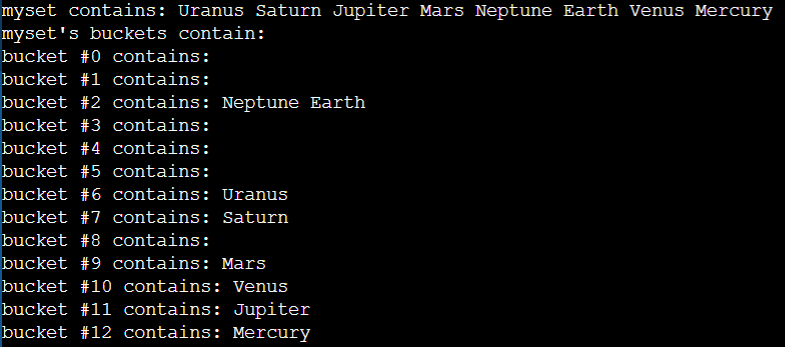 myset contains: Uranus Saturn Jupiter Mars Neptune Earth Venus Mercury
myset's buckets contain:
bucket #0 contains:
bucket #1 contains:
bucket #2 contains: Neptune Earth
bucket #3 contains:
bucket #4 contains:
bucket #5 contains:
bucket #6 contains: Uranus
bucket #7 contains: Saturn
bucket #8 contains:
bucket #9 contains: Mars
bucket #10 contains: Venus
bucket #11 contains: Jupiter
bucket #12 contains: Mercury